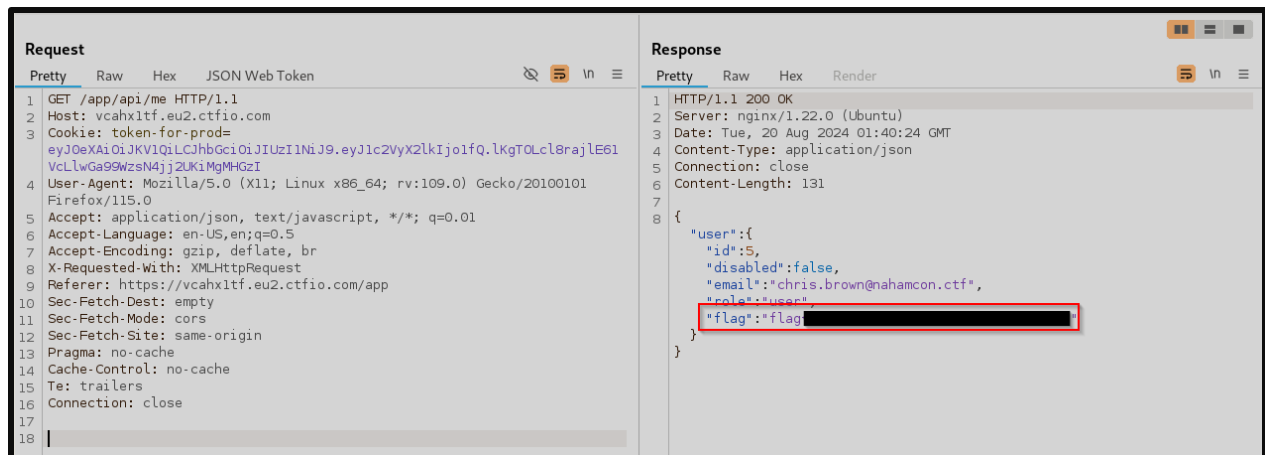 Request
Response
Pretty Raw Hex JSON Web Token \n
Pretty Raw Hex Render \n
1 GET /app/api/me HTTP/1.1
2 Host: vcahx1tf.eu2.ctfio.com
3 Cookie: token-for-prod=
eyJ0eXAiOiJKV1QiLCJhbGciOiJIUzI1NiJ9.eyJ1c2VyX2lkIjo1fQ.lKgTOLcl8rajlE61
VcLlwGa99WzsN4jj2UKiMgMHGzI
4 User-Agent: Mozilla/5.0 (X11; Linux x86_64; rv:109.0) Gecko/20100101
Firefox/115.0
5 Accept: application/json, text/javascript, */*; q=0.01
6 Accept-Language: en-US,en;q=0.5
7 Accept-Encoding: gzip, deflate, br
8 X-Requested-With: XMLHttpRequest
9 Referer: https://vcahx1tf.eu2.ctfio.com/app
10 Sec-Fetch-Dest: empty
11 Sec-Fetch-Mode: cors
12 Sec-Fetch-Site: same-origin
13 Pragma: no-cache
14 Cache-Control: no-cache
15 Te: trailers
16 Connection: close
17
18
1 HTTP/1.1 200 OK
2 Server: nginx/1.22.0 (Ubuntu)
3 Date: Tue, 20 Aug 2024 01:40:24 GMT
4 Content-Type: application/json
5 Connection: close
6 Content-Length: 131
7
8 {
"user":{
"id":5,
"disabled":false,
"email":"chris.brown@nahamcon.ctf",
"role":"user",
"flag":"flag "
}
}